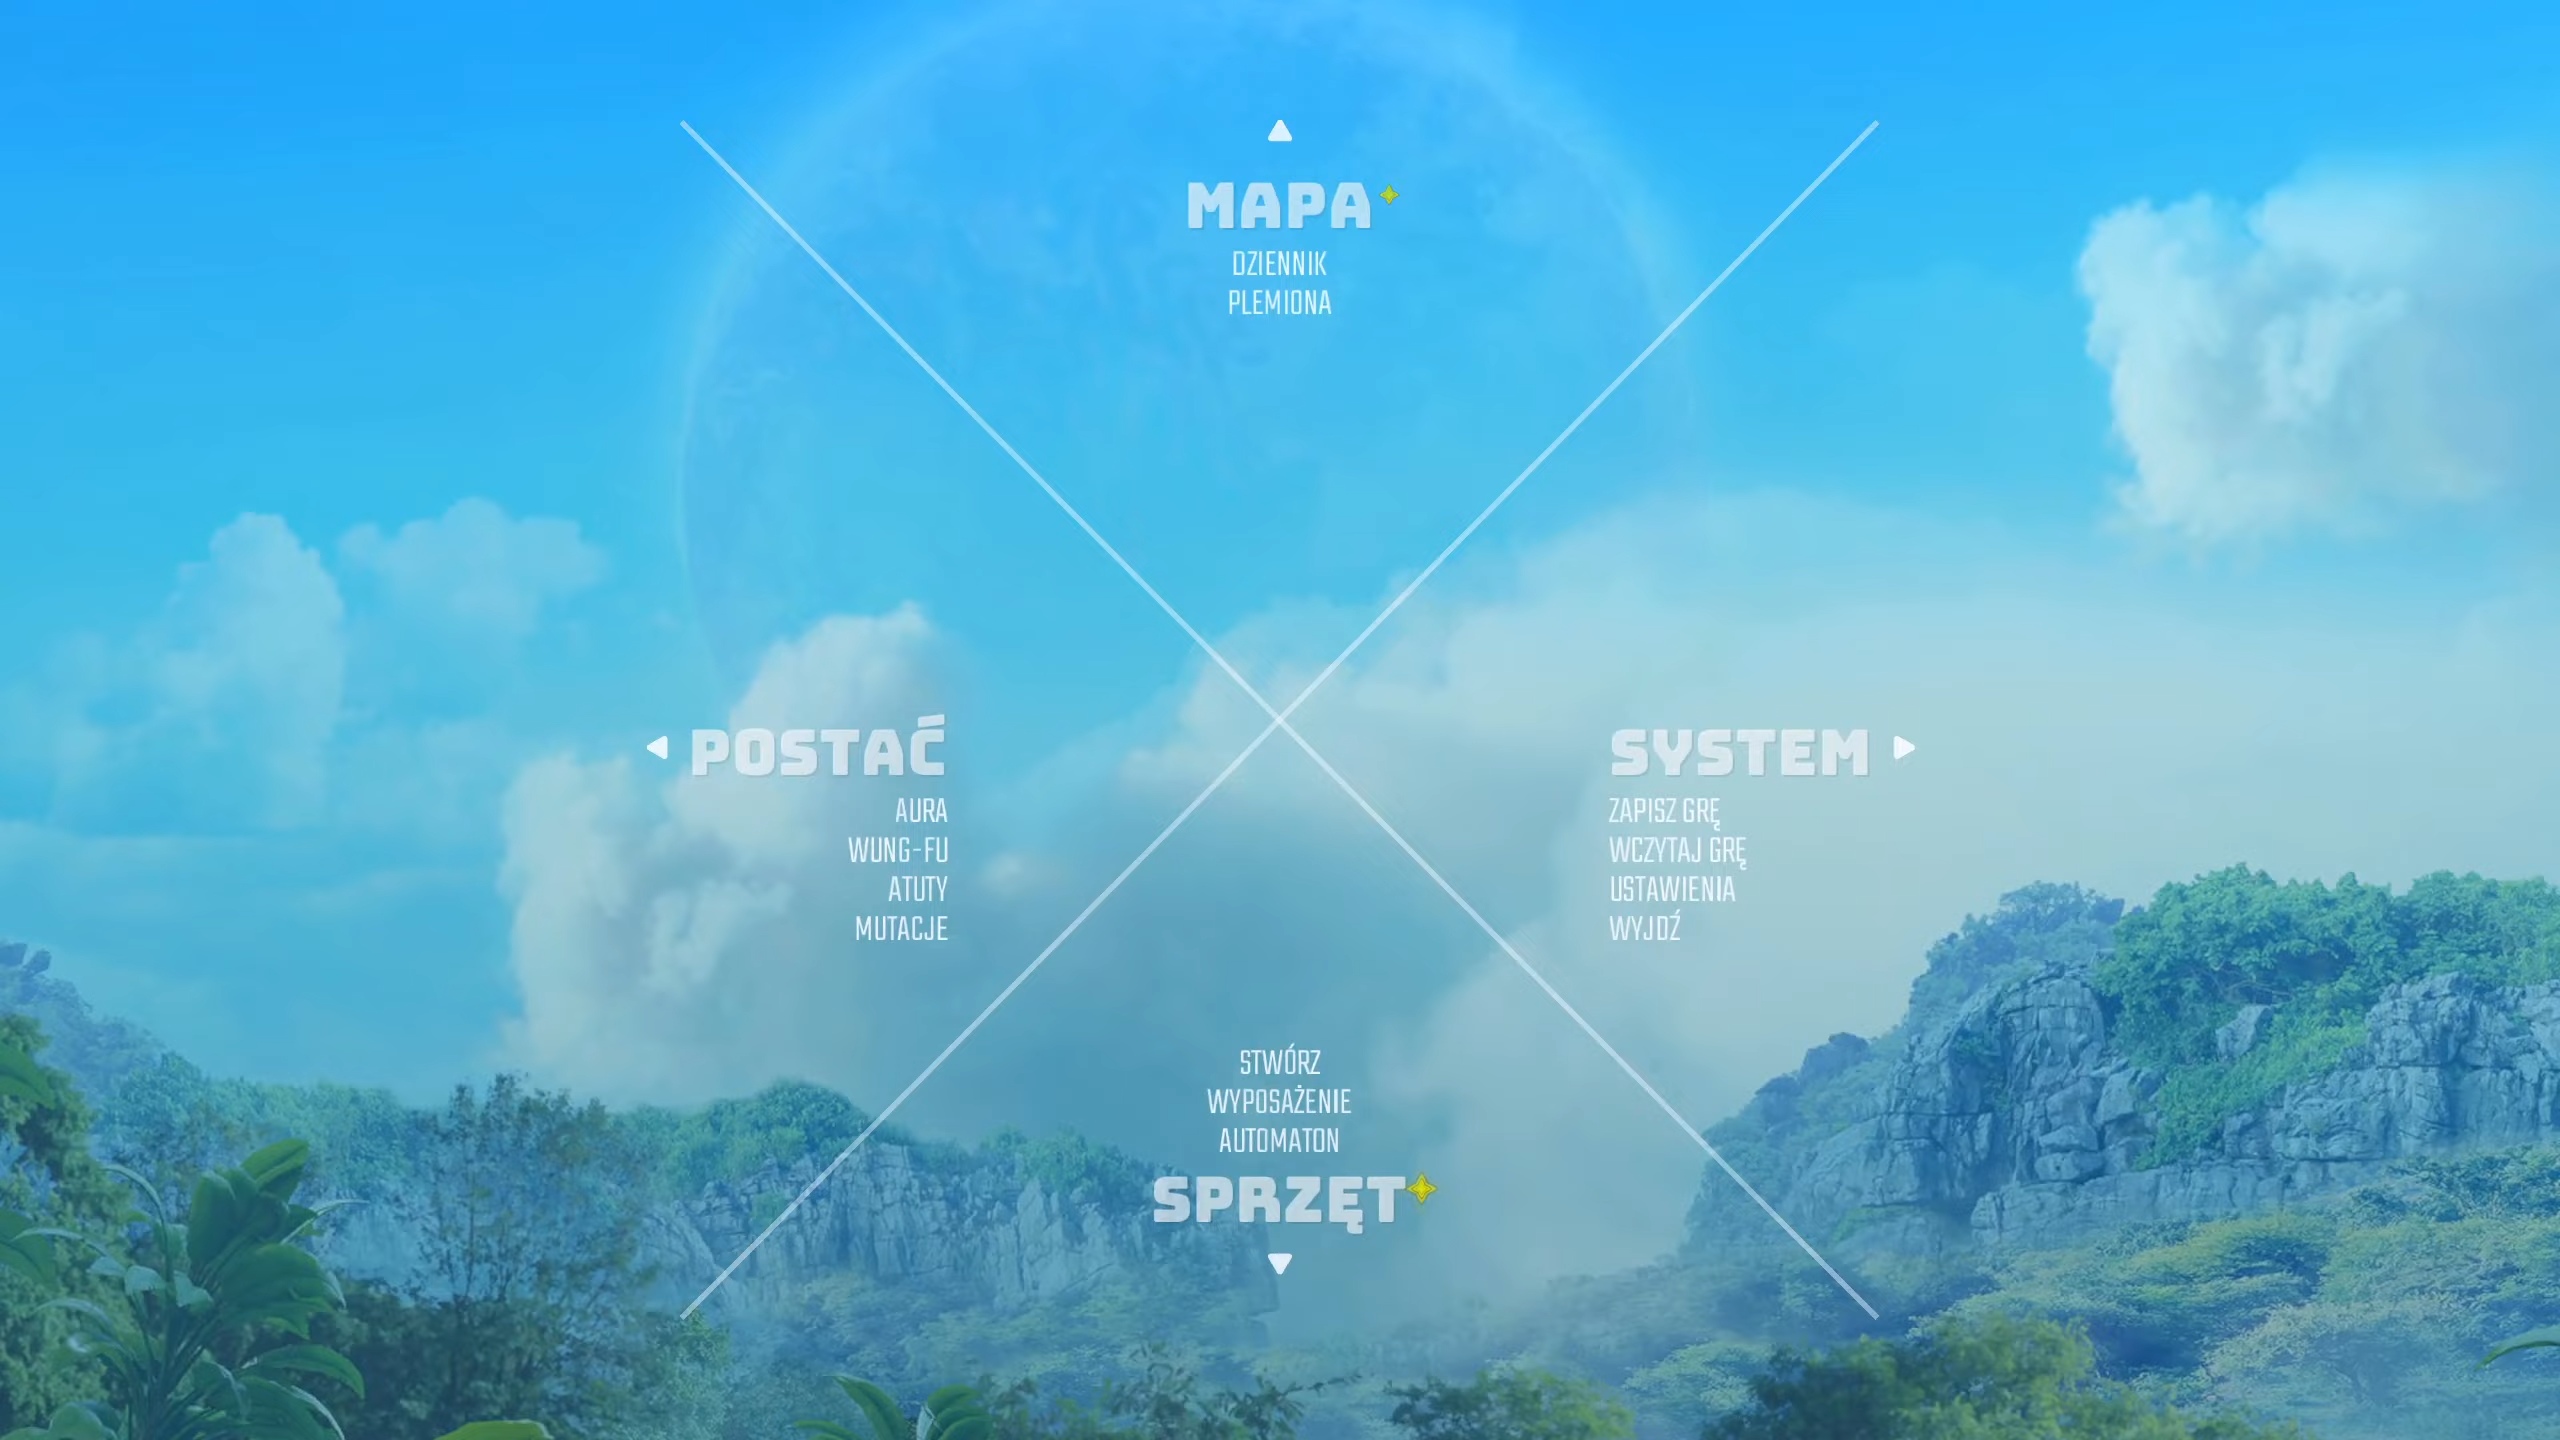 MAPA
DZIENNIK
PLEMIONA
POSTAĆ
AURA
WUNG-FU
ATUTY
MUTACJE
SYSTEM
ZAPISZ GRĘ
WCZYTAJ GRĘ
USTAWIENIA
WYJDŹ
STWÓRZ
WYPOSAŻENIE
AUTOMATON
SPRZĘT